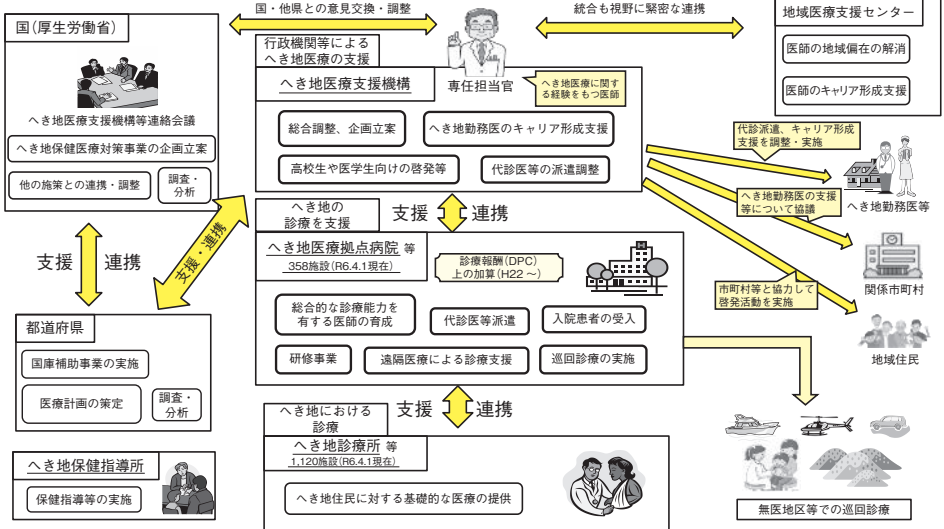 国・他県との意見交換・調整
統合も視野に緊密な連携
国(厚生労働省)
へき地医療支援機構等連絡会議
へき地保健医療対策事業の企画立案
他の施策との連携・調整
調査・
分析
行政機関等による
へき地医療の支援
へき地医療支援機構
専任担当官
へき地医療に関す
る経験をもつ医師
総合調整、企画立案
へき地勤務医のキャリア形成支援
高校生や医学生向けの啓発等
代診医等の派遣調整
地域医療支援センター
医師の地域偏在の解消
医師のキャリア形成支援
代診派遣、キャリア形成
支援を調整・実施
へき地勤務医等
へき地勤務医の支援
等について協議
関係市町村
市町村等と協力して
啓発活動を実施
地域住民
支援
連携
支援・連携
へき地の
診療を支援
支援
連携
へき地医療拠点病院 等
358施設(R6.4.1現在)
診療報酬(DPC)
上の加算(H22~)
総合的な診療能力を
有する医師の育成
代診医等派遣
入院患者の受入
研修事業
遠隔医療による診療支援
巡回診療の実施
都道府県
国庫補助事業の実施
医療計画の策定
調査・
分析
へき地保健指導所
保健指導等の実施
へき地における
診療
支援
連携
へき地診療所 等
1,120施設(R6.4.1現在)
へき地住民に対する基礎的な医療の提供
無医地区等での巡回診療